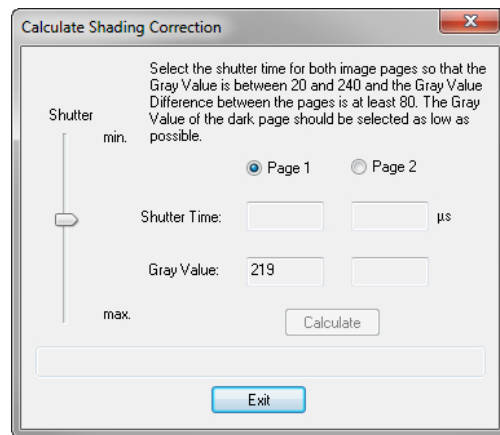 Calculate Shading Correction
X
Select the shutter time for both image pages so that the
Gray Value is between 20 and 240 and the Gray Value
Difference between the pages is at least 80. The Gray
Value of the dark page should be selected as low as
possible.
Shutter
min.
Page 1
Page 2
Shutter Time:
µs
Gray Value:
219
max.
Calculate
Exit